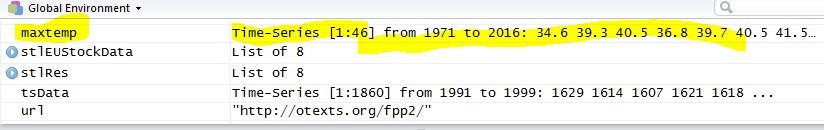 Global Environment
maxtemp Time-Series [1:46] from 1971 to 2016: 34.6 39.3 40.5 36.8 39.7 40.5 41.5…
stlEUStockData List of 8
stlRes List of 8
tsData Time-Series [1:1860] from 1991 to 1999: 1629 1614 1607 1621 1618 ...
url "http://otexts.org/fpp2/"